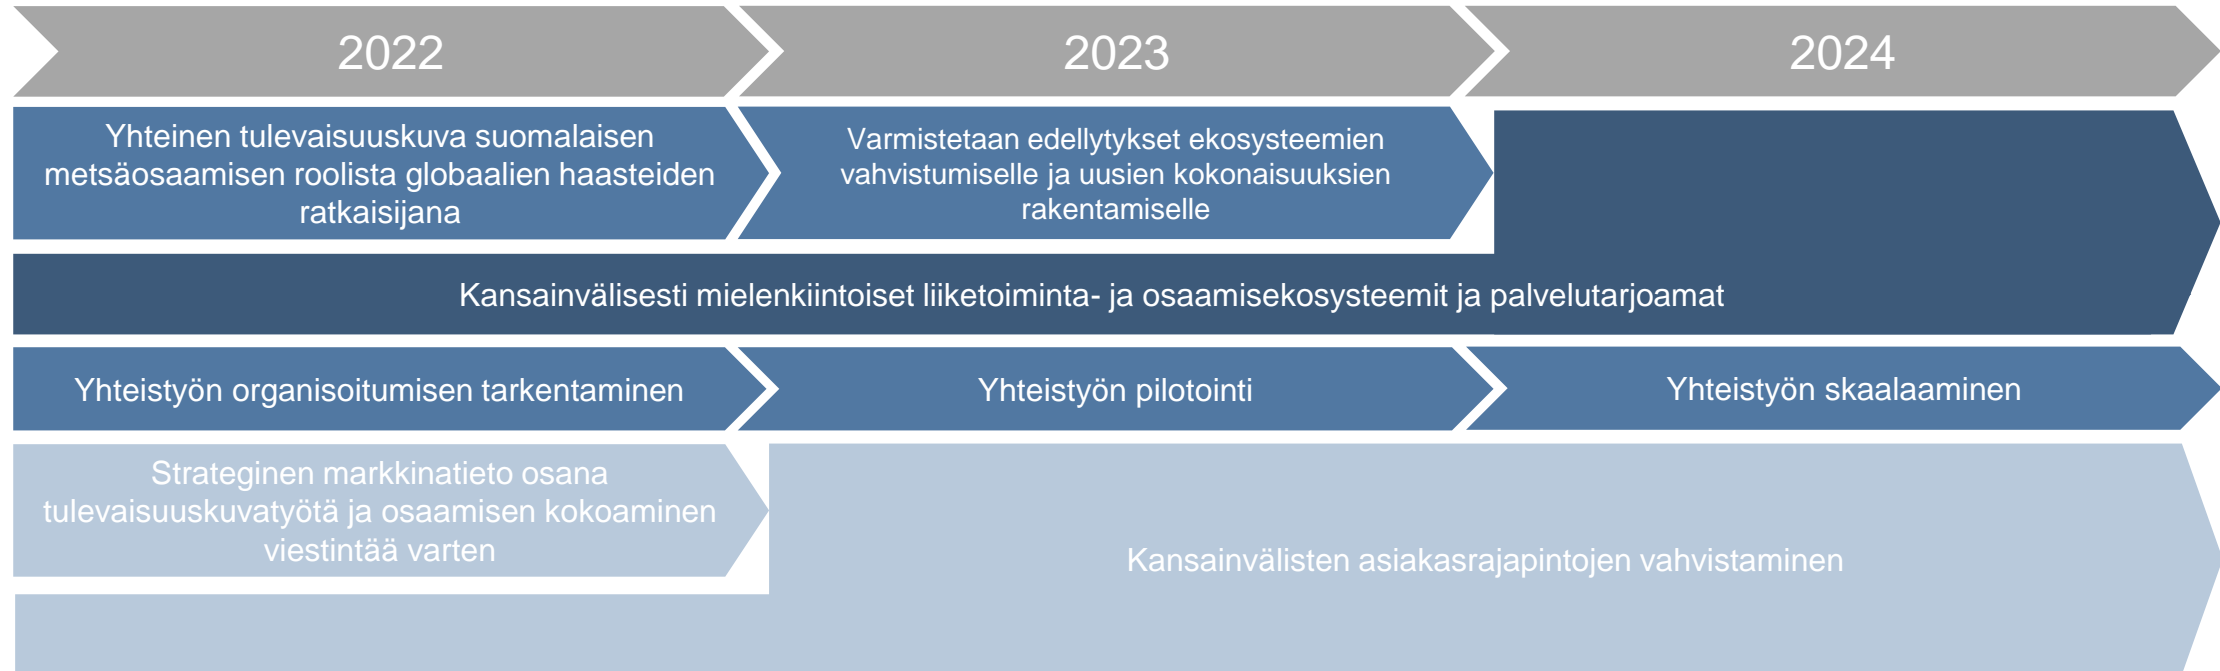 2022
2023
2024
Yhteinen tulevaisuuskuva suomalaisen
metsäosaamisen roolista globaalien haasteiden
ratkaisijana
Varmistetaan edellytykset ekosysteemien
vahvistumiselle ja uusien kokonaisuuksien
rakentamiselle
Kansainvälisesti mielenkiintoiset liiketoiminta- ja osaamisekosysteemit ja palvelutarjoamat
Yhteistyön organisoitumisen tarkentaminen
Yhteistyön pilotointi
Yhteistyön skaalaaminen
Strateginen markkinatieto osana
tulevaisuuskuvatyötä ja osaamisen kokoaminen
viestintää varten
Kansainvälisten asiakasrajapintojen vahvistaminen